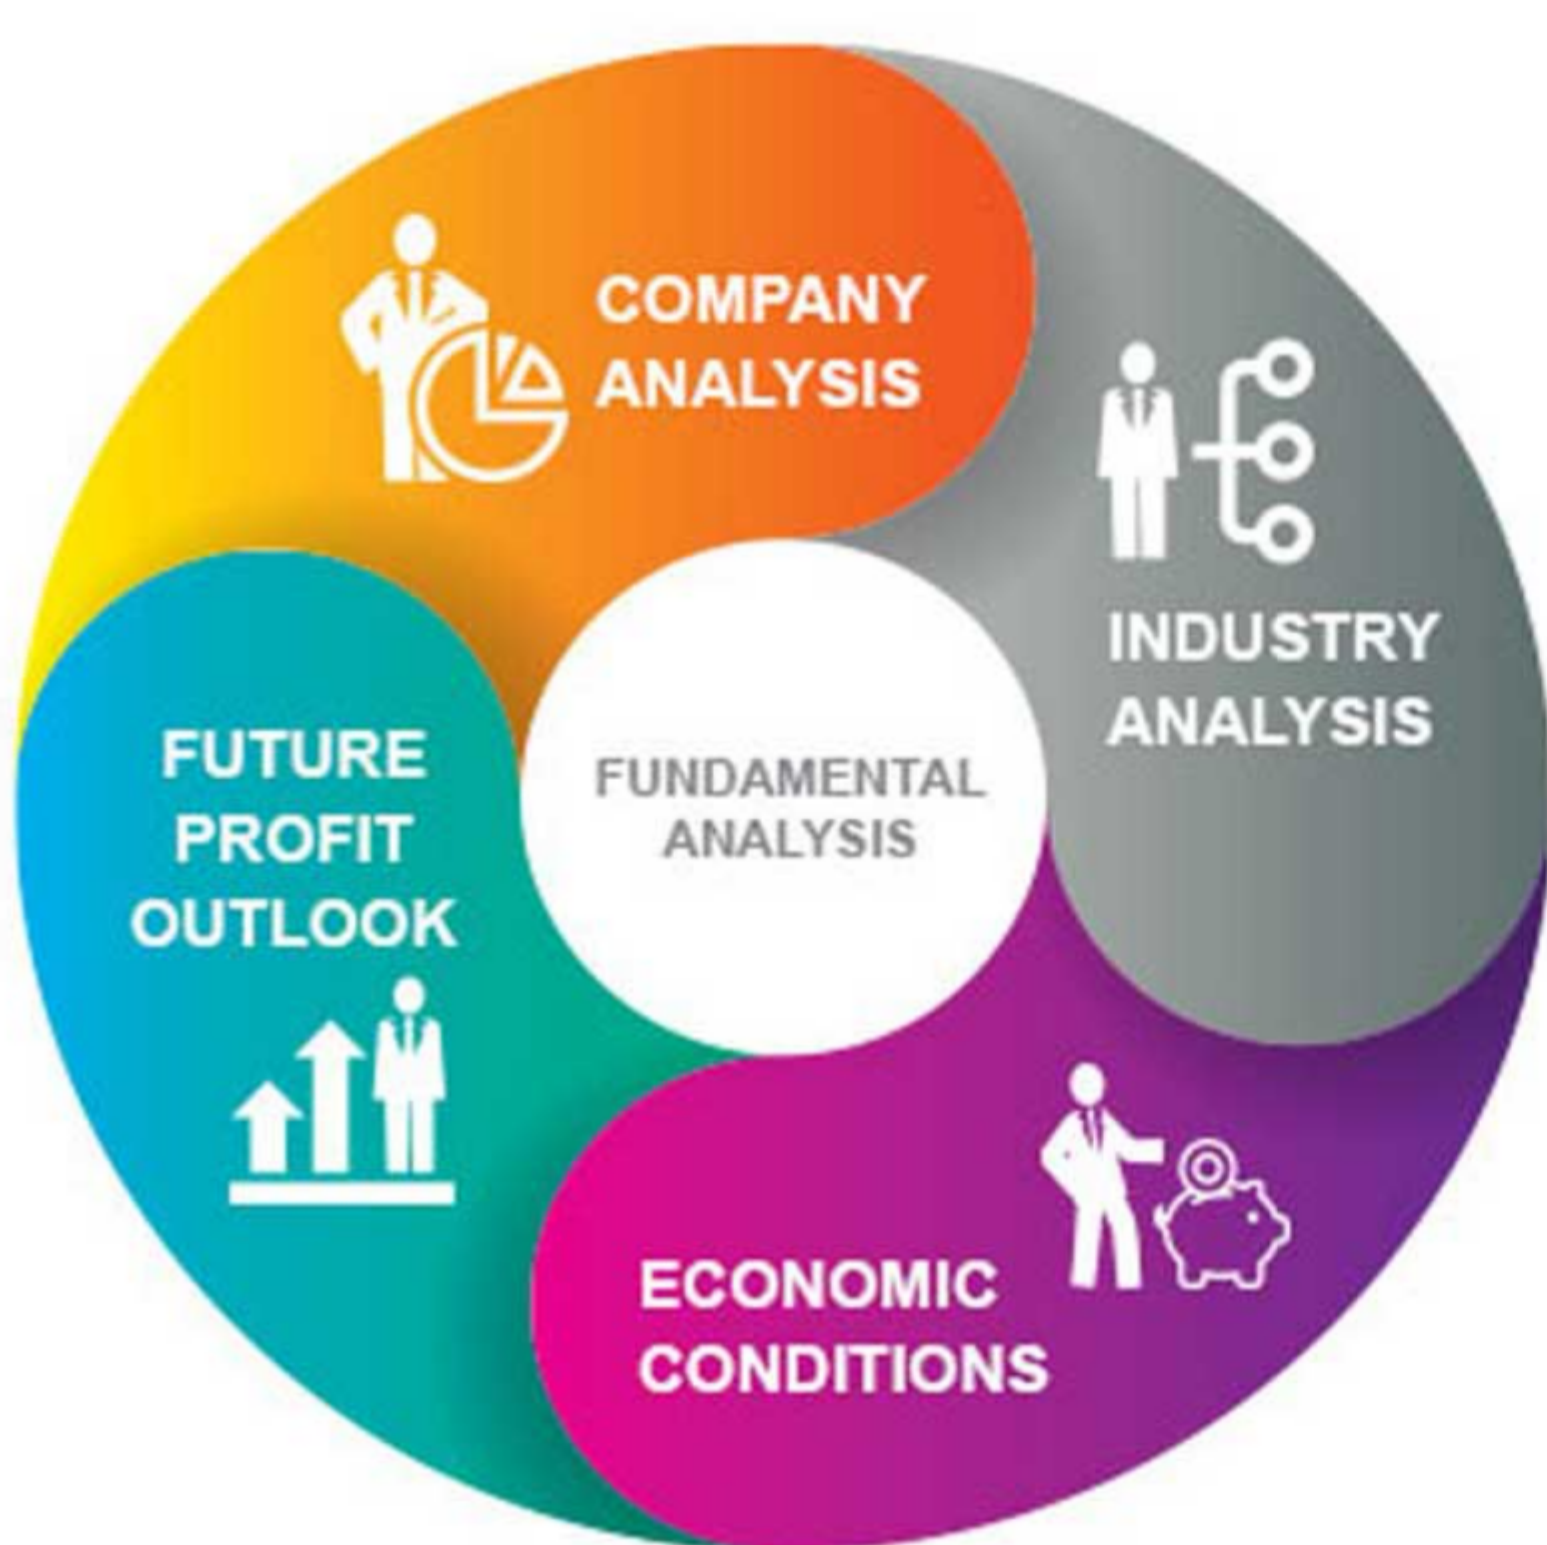 COMPANY
ANALYSIS
INDUSTRY
ANALYSIS
FUTURE
PROFIT
OUTLOOK
FUNDAMENTAL
ANALYSIS
ECONOMIC
CONDITIONS